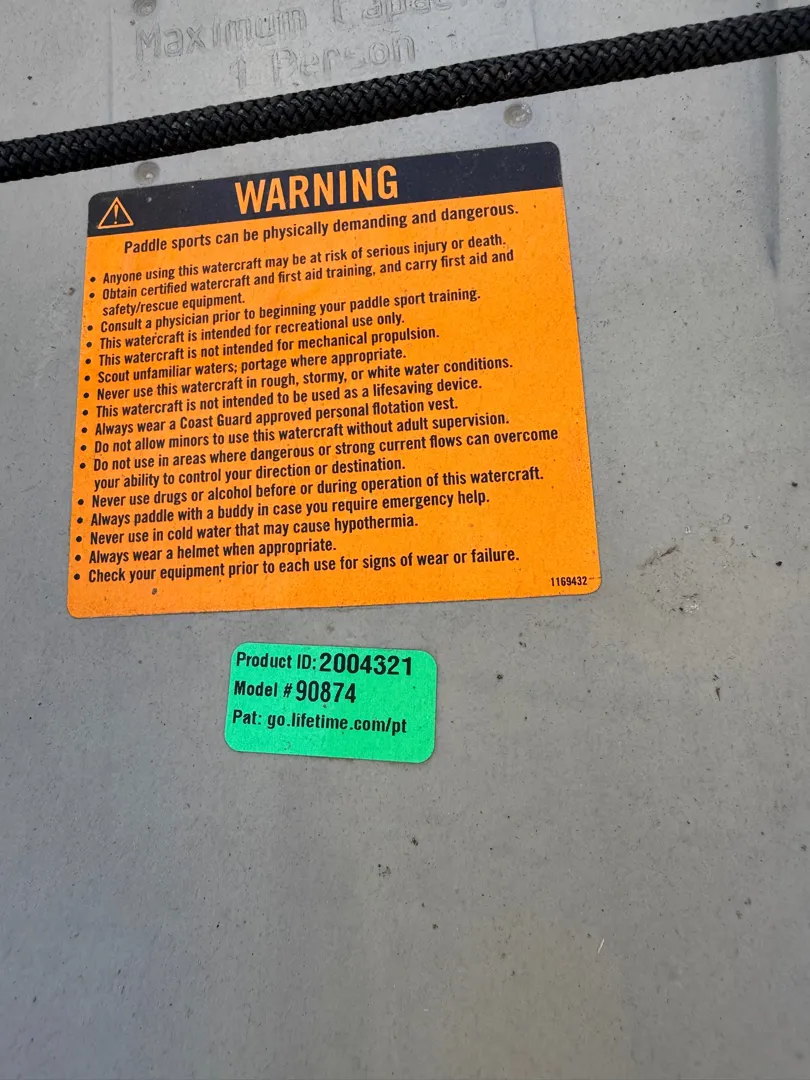 Maximum Capacity
1 Person
WARNING
Paddle sports can be physically demanding and dangerous.
• Anyone using this watercraft may be at risk of serious injury or death.
• Obtain certified watercraft and first aid training, and carry first aid and
safety/rescue equipment.
• Consult a physician prior to beginning your paddle sport training.
• This watercraft is intended for recreational use only.
• This watercraft is not intended for mechanical propulsion.
• Scout unfamiliar waters; portage where appropriate.
• Never use this watercraft in rough, stormy, or white water conditions.
• This watercraft is not intended to be used as a lifesaving device.
• Always wear a Coast Guard approved personal flotation vest.
• Do not allow minors to use this watercraft without adult supervision.
• Do not use in areas where dangerous or strong current flows can overcome
your ability to control your direction or destination.
• Never use drugs or alcohol before or during operation of this watercraft.
• Always paddle with a buddy in case you require emergency help.
• Never use in cold water that may cause hypothermia.
• Always wear a helmet when appropriate.
• Check your equipment prior to each use for signs of wear or failure.
1169432
Product ID: 2004321
Model # 90874
Pat: go.lifetime.com/pt